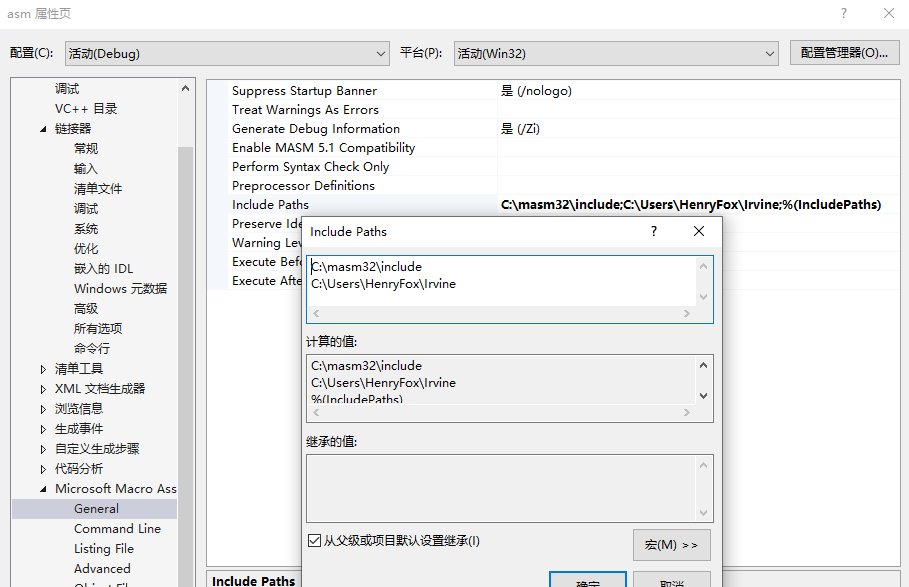 asm 属性页
配置(C): 活动(Debug) 平台(P): 活动(Win32) 配置管理器(O)...
调试
VC++ 目录
链接器
常规
输入
清单文件
调试
系统
优化
嵌入的 IDL
Windows 元数据
高级
所有选项
命令行
清单工具
XML 文档生成器
浏览信息
生成事件
自定义生成步骤
代码分析
Microsoft Macro Ass
General
Command Line
Listing File
Advanced
Suppress Startup Banner 是 (/nologo)
Treat Warnings As Errors
Generate Debug Information 是 (/Zi)
Enable MASM 5.1 Compatibility
Perform Syntax Check Only
Preprocessor Definitions
Include Paths C:\masm32\include;C:\Users\HenryFox\Irvine;%(IncludePaths)
Preserve Ide
Warning Lev
Execute Befo
Execute Afte
Include Paths
C:\masm32\include
C:\Users\HenryFox\Irvine
计算的值:
C:\masm32\include
C:\Users\HenryFox\Irvine
%(IncludePaths)
继承的值:
从父级或项目默认设置继承(I)
宏(M) >>
确定 取消
Include Paths